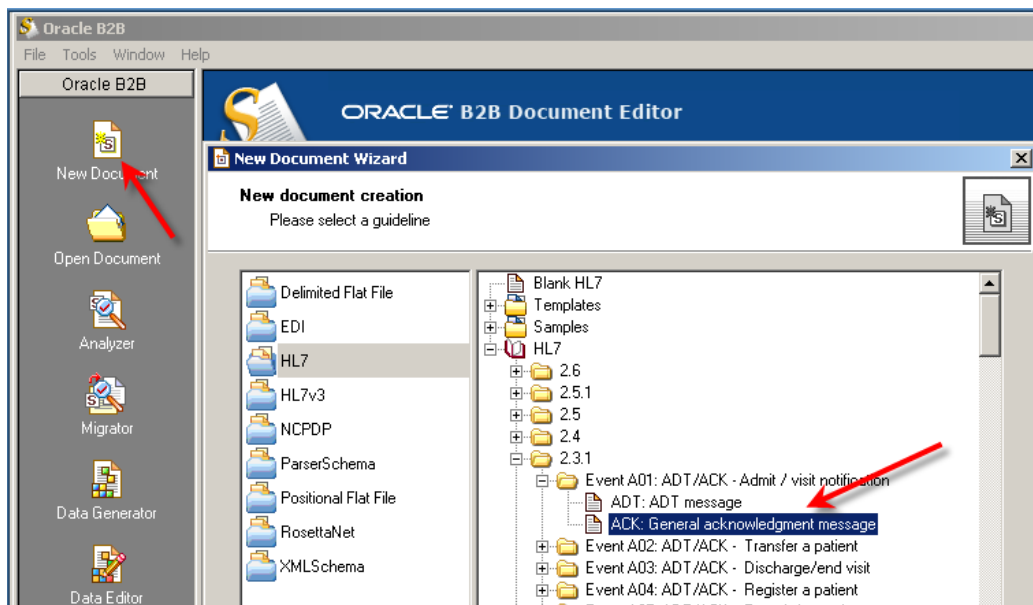 Oracle B2B
File Tools Window Help
Oracle B2B
New Document
Open Document
Analyzer
Migrator
Data Generator
Data Editor
ORACLE B2B Document Editor
New Document Wizard
New document creation
Please select a guideline
Delimited Flat File
EDI
HL7
HL7v3
NCPDP
ParserSchema
Positional Flat File
RosettaNet
XMLSchema
Blank HL7
Templates
Samples
HL7
2.6
2.5.1
2.5
2.4
2.3.1
Event A01: ADT/ACK - Admit / visit notification
ADT: ADT message
ACK: General acknowledgment message
Event A02: ADT/ACK - Transfer a patient
Event A03: ADT/ACK - Discharge/end visit
Event A04: ADT/ACK - Register a patient